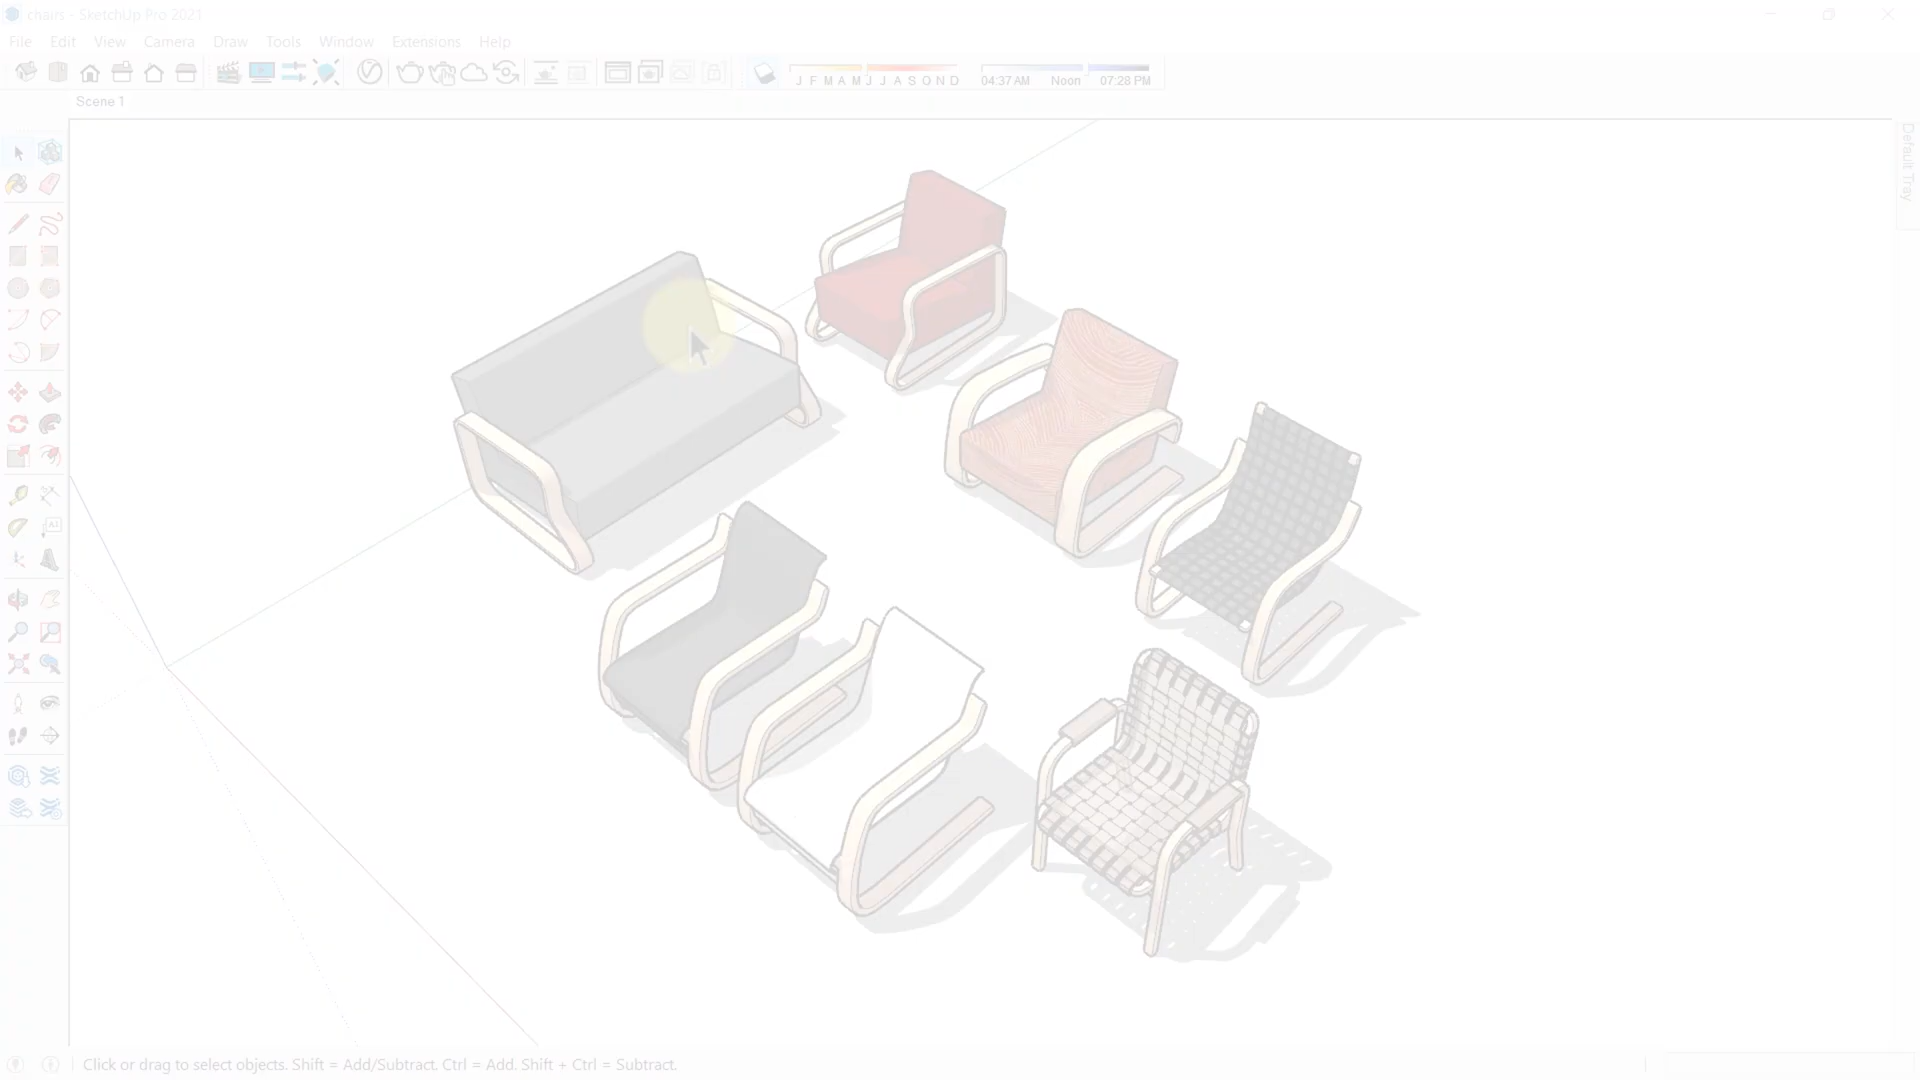 chairs - SketchUp Pro 2021
File Edit View Camera Draw Tools Window Extensions Help
J F M A M J J A S O N D 04:37 AM Noon 07:28 PM
Scene 1
Default Tray
A1
Click or drag to select objects. Shift = Add/Subtract. Ctrl = Add. Shift + Ctrl = Subtract.